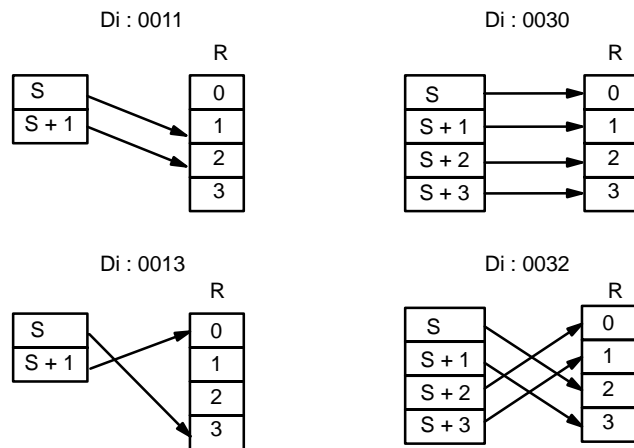 Di : 0011
R
S
S + 1
0
1
2
3
Di : 0030
R
S
S + 1
S + 2
S + 3
0
1
2
3
Di : 0013
R
S
S + 1
0
1
2
3
Di : 0032
R
S
S + 1
S + 2
S + 3
0
1
2
3